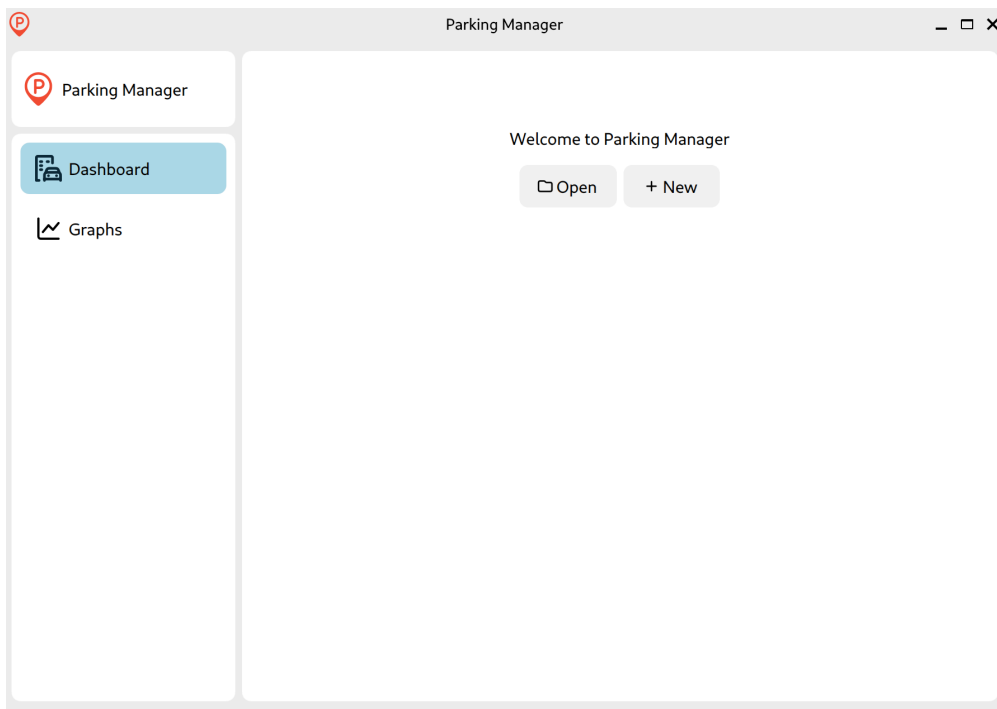 P
Parking Manager
P
Parking Manager
Dashboard
Graphs
Welcome to Parking Manager
Open
+ New